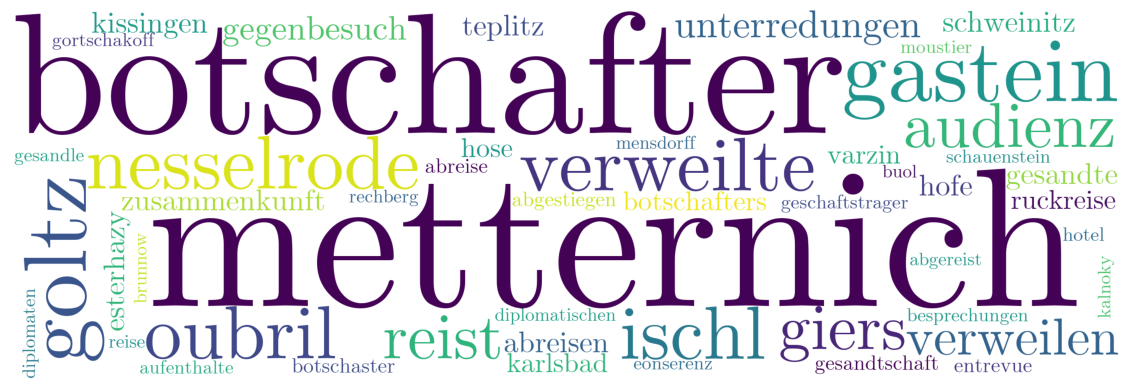 kissingen
gortschakoff
gegenbesuch
teplitz
unterredungen
schweinitz
moustier
botschafter
gastein
audienz
gesandle
nesselrode
hose
abreise
mensdorff
verweilte
varzin
schauenstein
buol
hofe
gesandte
zusammenkunft
rechberg
abgestiegen
botschafters
geschaftstrager
ruckreise
goltz
esterhazy
brunnow
metternich
hotel
abgereist
kalnoky
diplomaten
reise
oubril
reist
diplomatischen
abreisen
ischl
giers
besprechungen
verweilen
aufenthalte
botschaster
karlsbad
eonserenz
gesandtschaft
entrevue